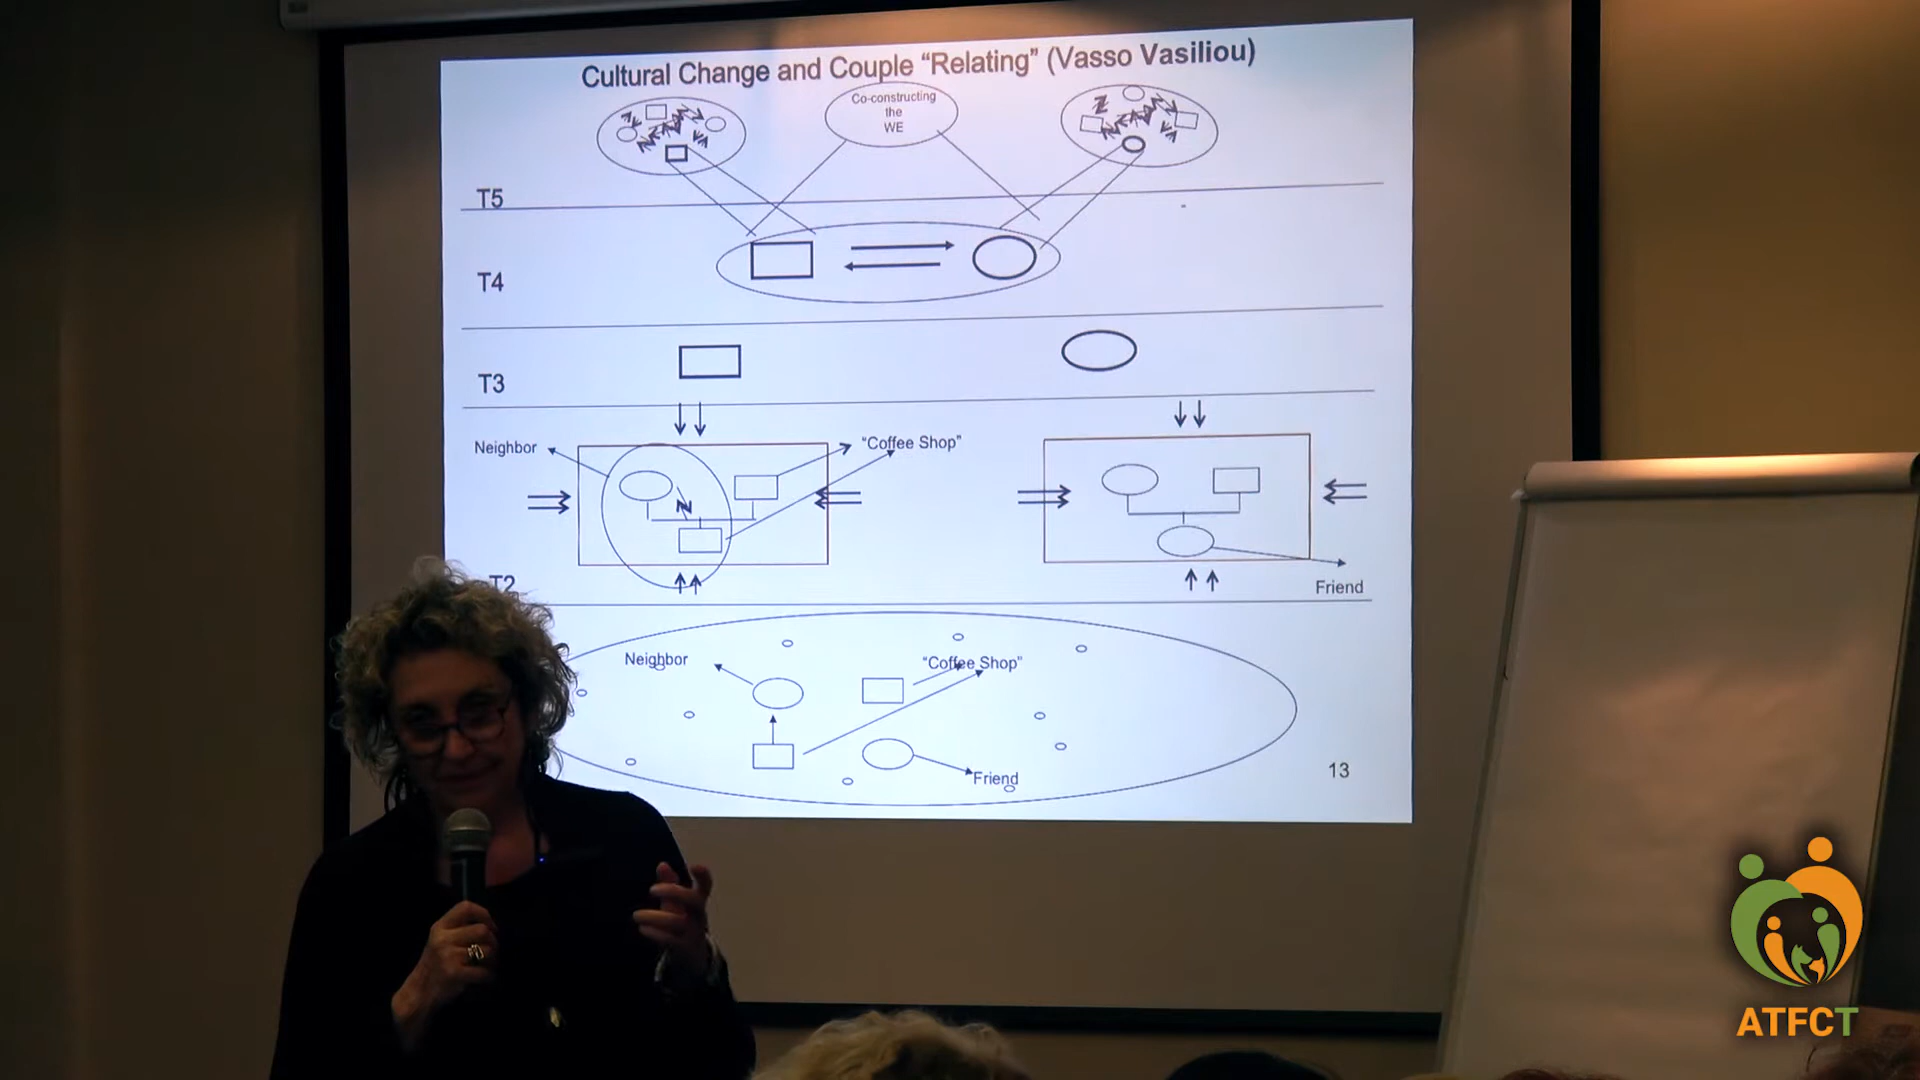 Cultural Change and Couple “Relating” (Vasso Vasiliou)
Co-constructing
the
WE
T5
T4
T3
Neighbor
“Coffee Shop”
T2
Friend
Neighbor
“Coffee Shop”
Friend
13
ATFCT